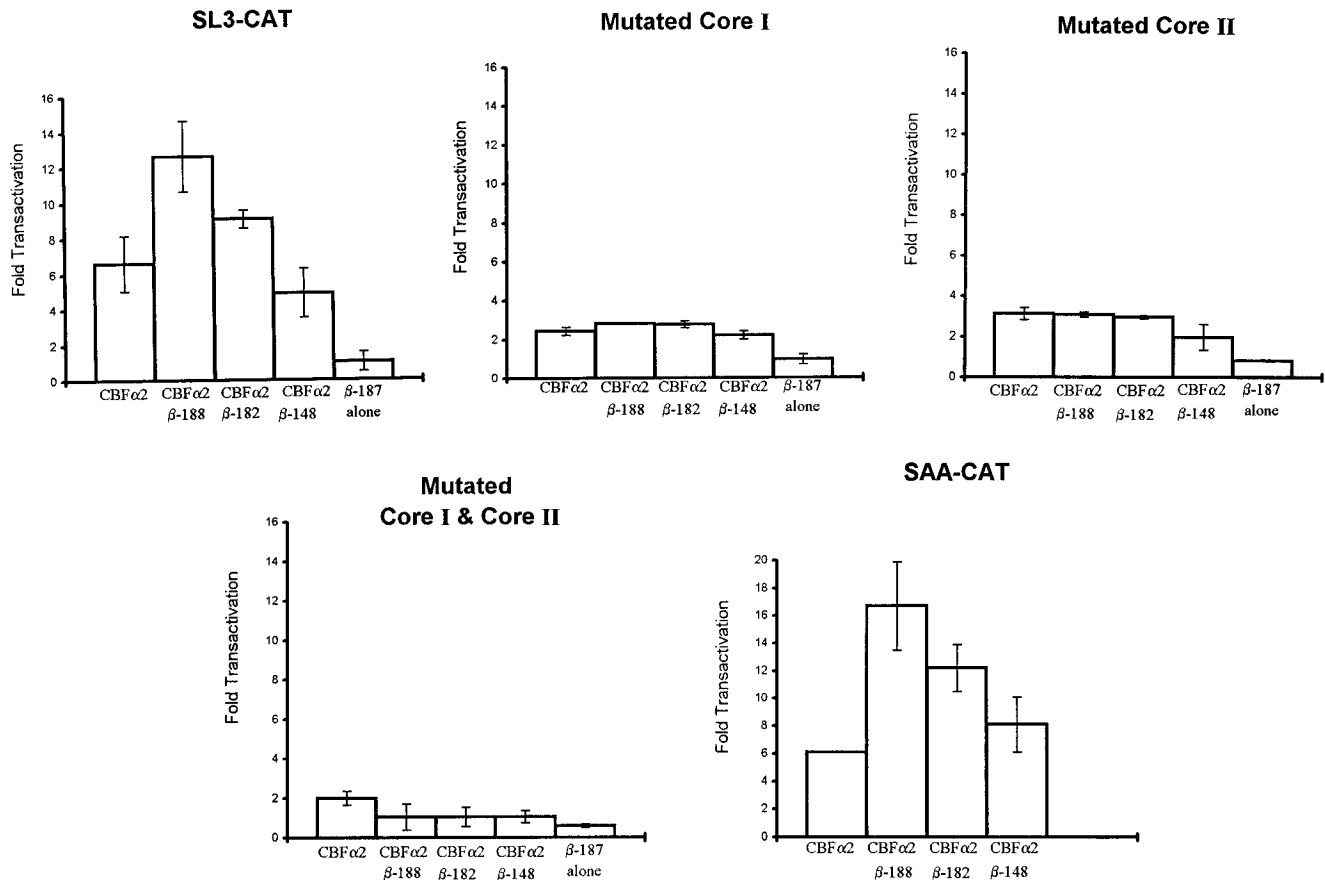 SL3-CAT
Fold Transactivation
16
14
12
10
8
6
4
2
0
CBFα2 CBFα2 CBFα2 CBFα2 β-187
β-188 β-182 β-148 alone
Mutated Core I
Fold Transactivation
16
14
12
10
8
6
4
2
0
CBFα2 CBFα2 CBFα2 CBFα2 β-187
β-188 β-182 β-148 alone
Mutated Core II
Fold Transactivation
16
14
12
10
8
6
4
2
0
CBFα2 CBFα2 CBFα2 CBFα2 β-187
β-188 β-182 β-148 alone
Mutated
Core I & Core II
Fold Transactivation
16
14
12
10
8
6
4
2
0
CBFα2 CBFα2 CBFα2 CBFα2 β-187
β-188 β-182 β-148 alone
SAA-CAT
Fold Transactivation
20
18
16
14
12
10
8
6
4
2
0
CBFα2 CBFα2 CBFα2 CBFα2
β-188 β-182 β-148